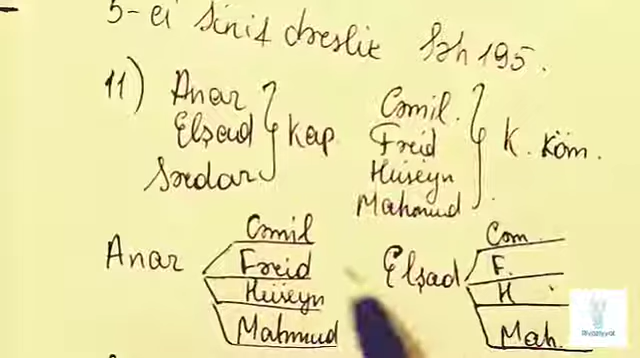 5-ci sinif dərslik Səh 195.
11) Anar
Elşad
Sərdar
Kap.
Cəmil.
Fərid
Hüseyn
Mahmud
K. köm.
Anar
Cəmil
Fərid
Hüseyn
Mahmud
Elşad
Cəm.
F.
H
Mah.
Riyaziyyat